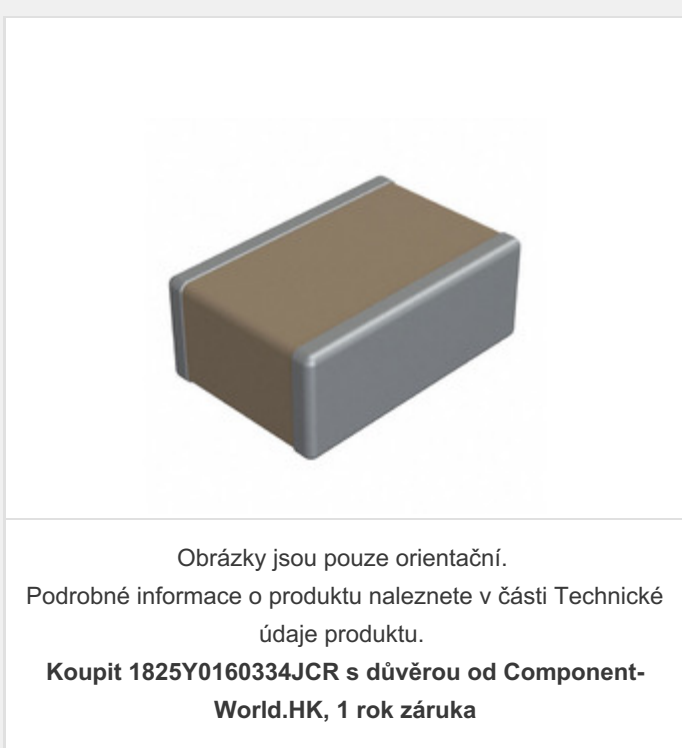 Obrázky jsou pouze orientační.
Podrobné informace o produktu naleznete v části Technické
údaje produktu.
Koupit 1825Y0160334JCR s důvěrou od Component-
World.HK, 1 rok záruka